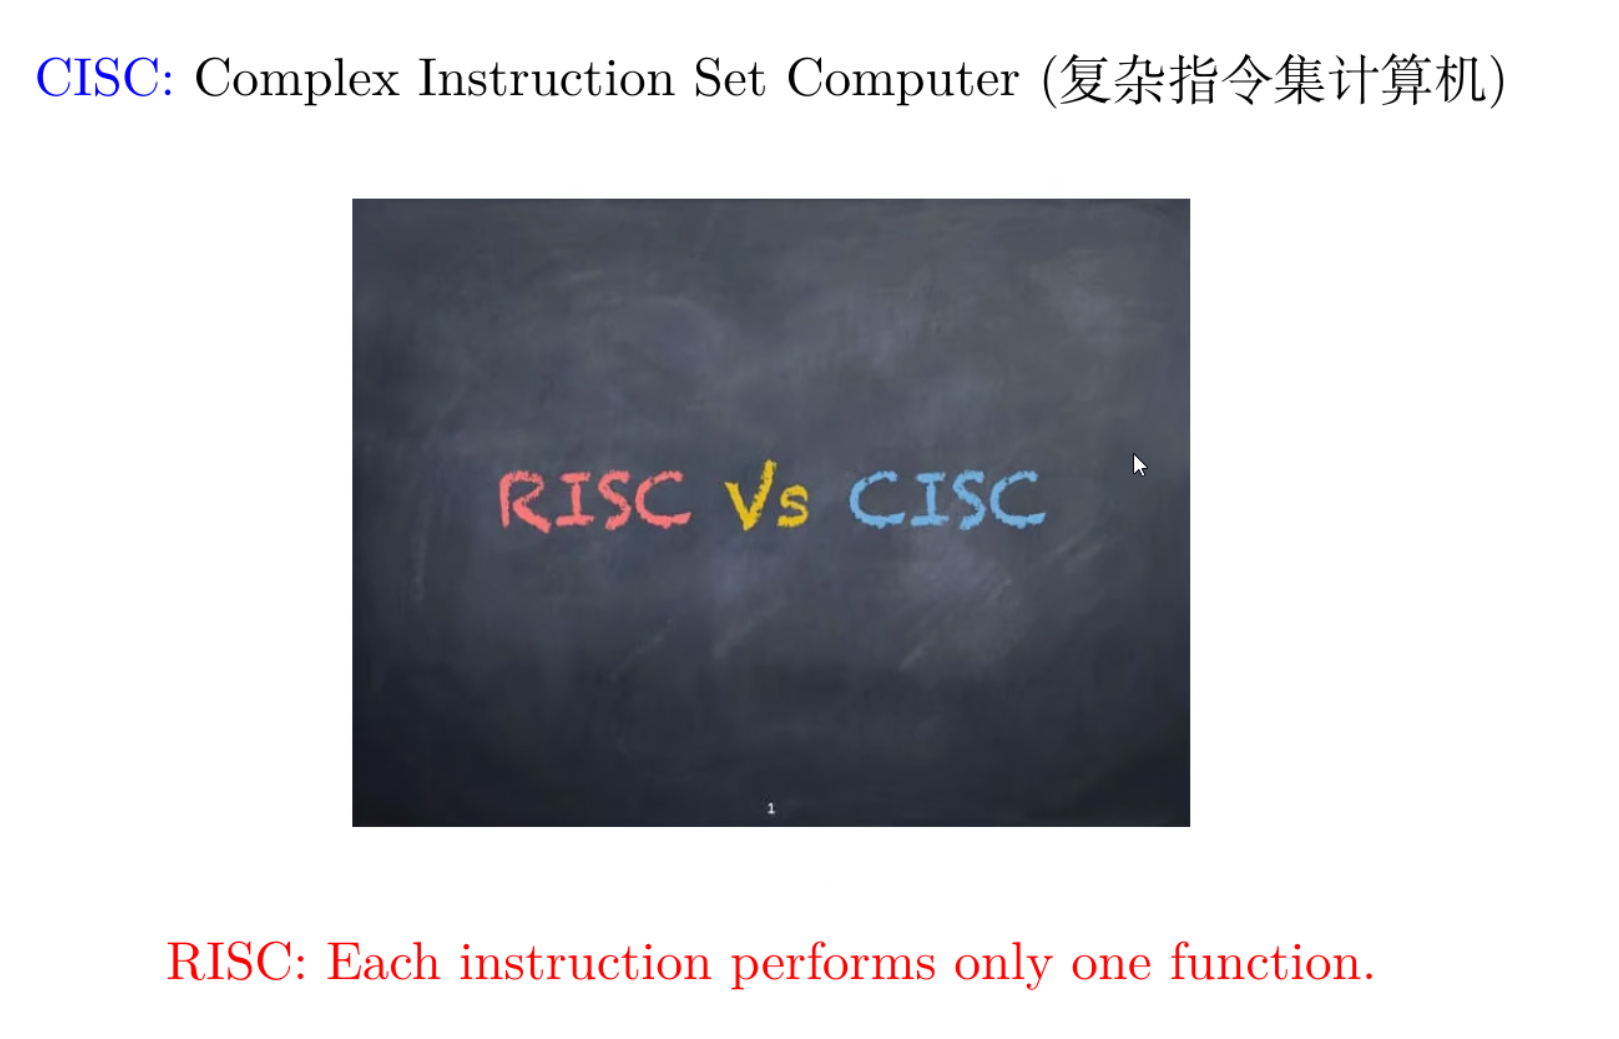 CISC: Complex Instruction Set Computer (复杂指令集计算机)
RISC Vs CISC
1
RISC: Each instruction performs only one function.